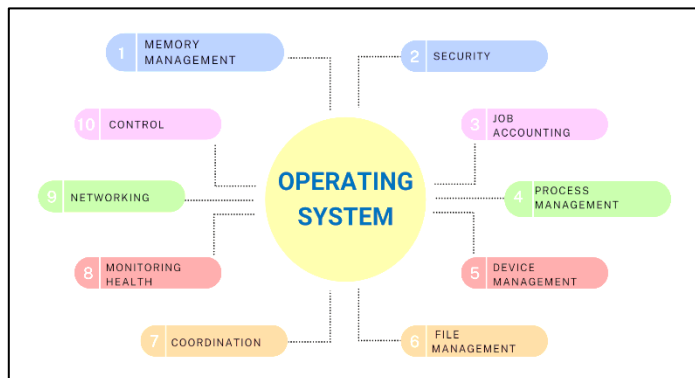 1
MEMORY
MANAGEMENT
2
SECURITY
10
CONTROL
3
JOB
ACCOUNTING
OPERATING
SYSTEM
9
NETWORKING
4
PROCESS
MANAGEMENT
8
MONITORING
HEALTH
5
DEVICE
MANAGEMENT
7
COORDINATION
6
FILE
MANAGEMENT